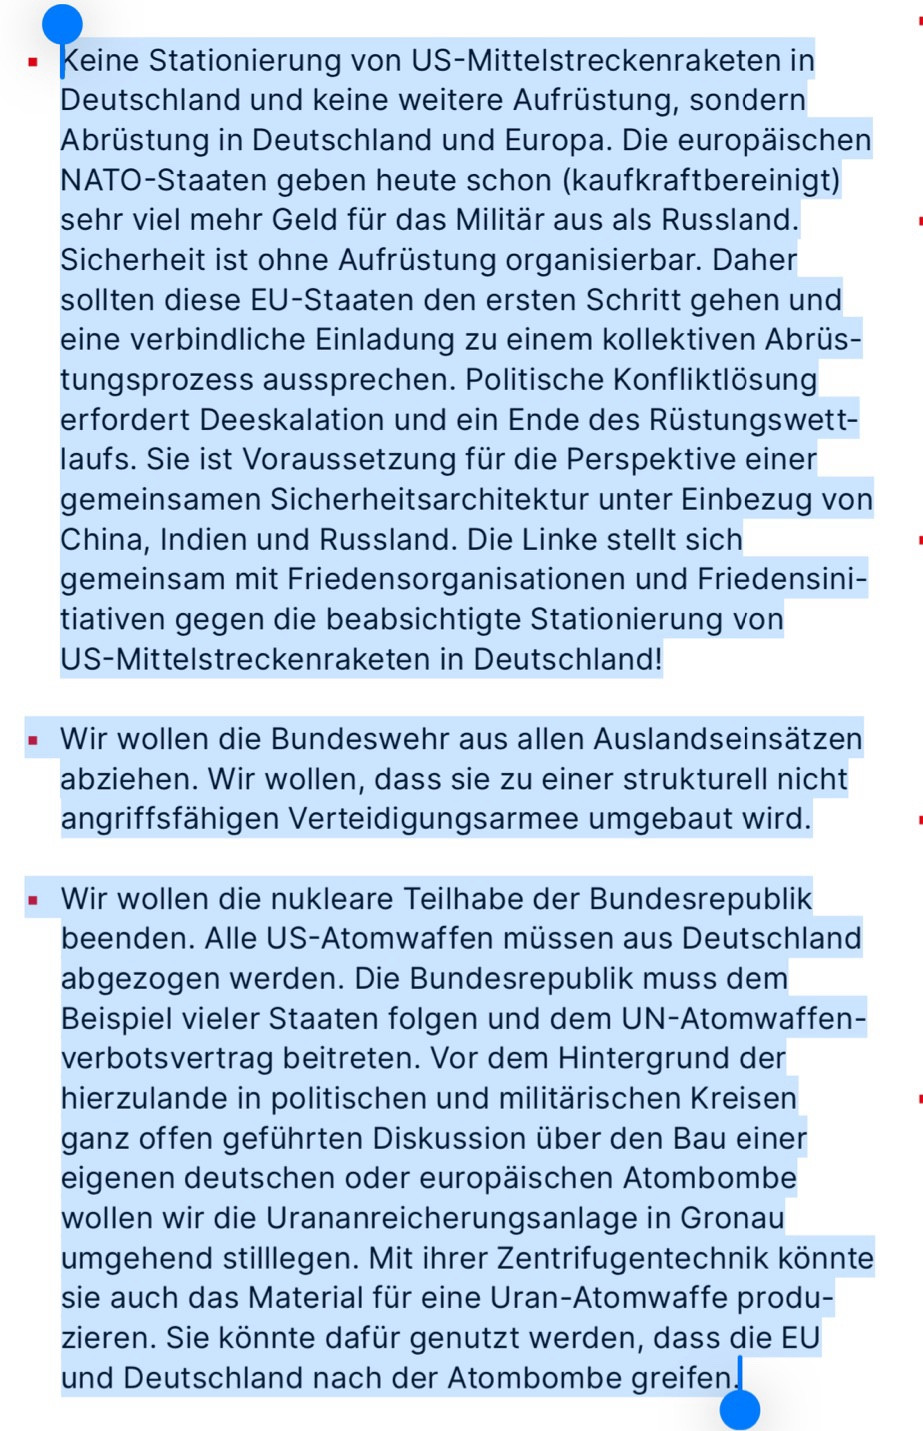 ▪ Keine Stationierung von US-Mittelstreckenraketen in
Deutschland und keine weitere Aufrüstung, sondern
Abrüstung in Deutschland und Europa. Die europäischen
NATO-Staaten geben heute schon (kaufkraftbereinigt)
sehr viel mehr Geld für das Militär aus als Russland.
Sicherheit ist ohne Aufrüstung organisierbar. Daher
sollten diese EU-Staaten den ersten Schritt gehen und
eine verbindliche Einladung zu einem kollektiven Abrüs-
tungsprozess aussprechen. Politische Konfliktlösung
erfordert Deeskalation und ein Ende des Rüstungswett-
laufs. Sie ist Voraussetzung für die Perspektive einer
gemeinsamen Sicherheitsarchitektur unter Einbezug von
China, Indien und Russland. Die Linke stellt sich
gemeinsam mit Friedensorganisationen und Friedensini-
tiativen gegen die beabsichtigte Stationierung von
US-Mittelstreckenraketen in Deutschland!
▪ Wir wollen die Bundeswehr aus allen Auslandseinsätzen
abziehen. Wir wollen, dass sie zu einer strukturell nicht
angriffsfähigen Verteidigungsarmee umgebaut wird.
▪ Wir wollen die nukleare Teilhabe der Bundesrepublik
beenden. Alle US-Atomwaffen müssen aus Deutschland
abgezogen werden. Die Bundesrepublik muss dem
Beispiel vieler Staaten folgen und dem UN-Atomwaffen-
verbotsvertrag beitreten. Vor dem Hintergrund der
hierzulande in politischen und militärischen Kreisen
ganz offen geführten Diskussion über den Bau einer
eigenen deutschen oder europäischen Atombombe
wollen wir die Urananreicherungsanlage in Gronau
umgehend stilllegen. Mit ihrer Zentrifugentechnik könnte
sie auch das Material für eine Uran-Atomwaffe produ-
zieren. Sie könnte dafür genutzt werden, dass die EU
und Deutschland nach der Atombombe greifen.